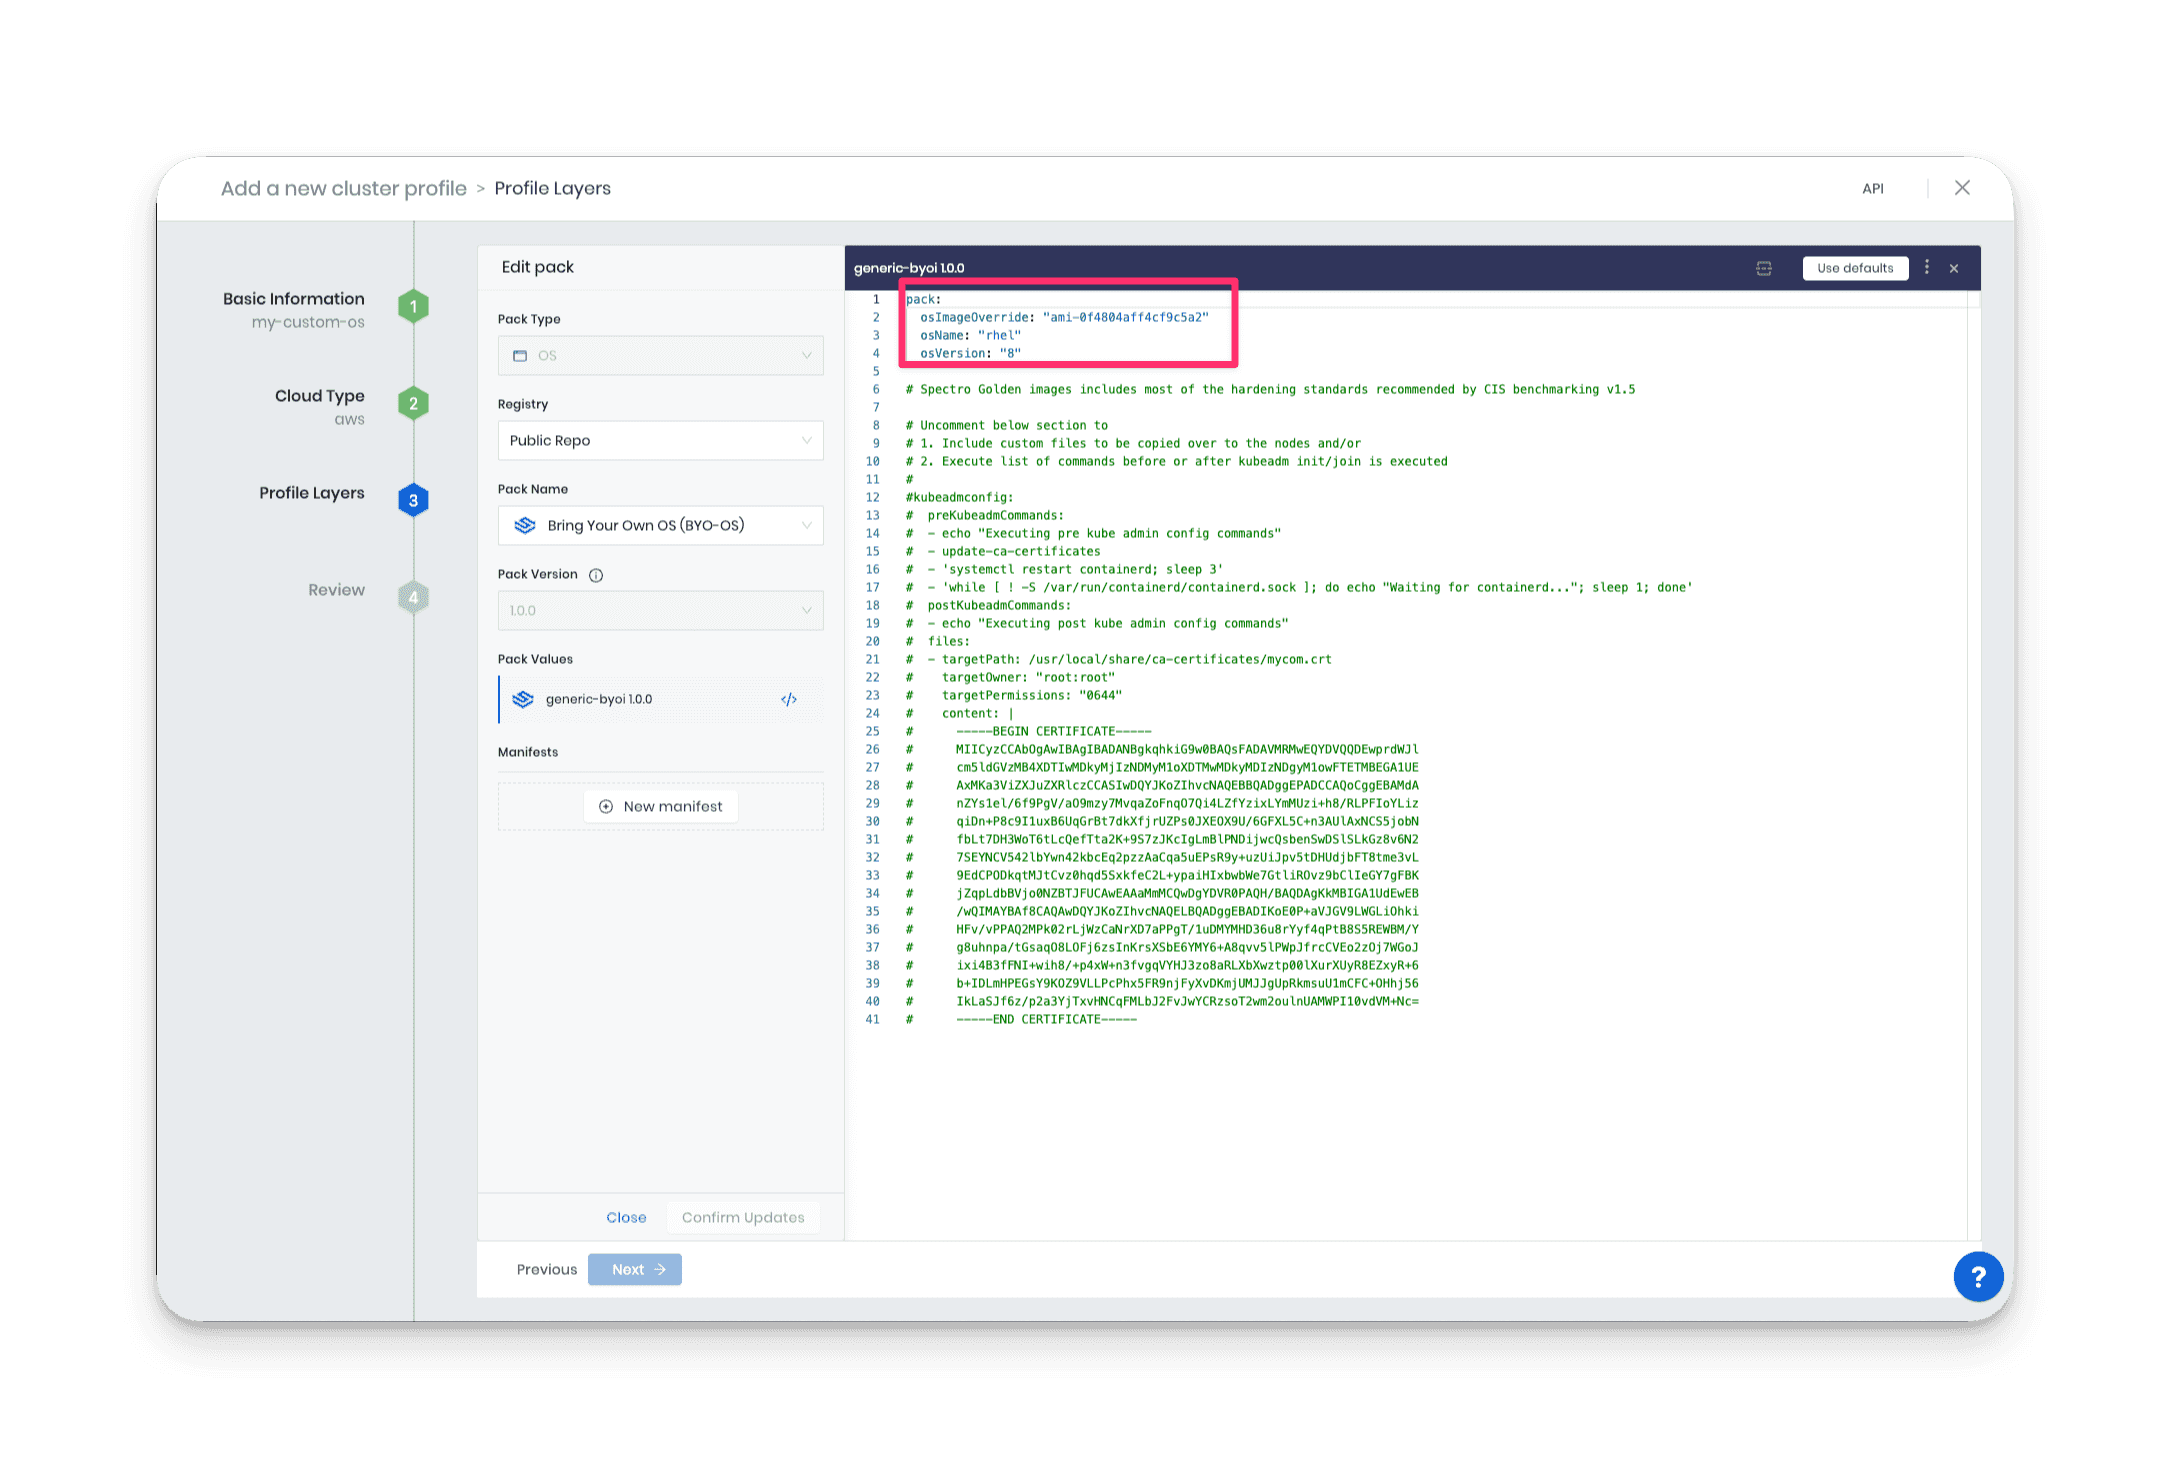 Add a new cluster profile > Profile Layers
API
Basic Information
my-custom-os
1
Cloud Type
aws
2
Profile Layers
3
Review
4
Edit pack
Pack Type
OS
Registry
Public Repo
Pack Name
Bring Your Own OS (BYO-OS)
Pack Version
1.0.0
Pack Values
generic-byoi 1.0.0
</>
Manifests
New manifest
Close
Confirm Updates
Previous
Next
generic-byoi 1.0.0
Use defaults
1 pack:
2 osImageOverride: "ami-0f4804aff4cf9c5a2"
3 osName: "rhel"
4 osVersion: "8"
5
6 # Spectro Golden images includes most of the hardening standards recommended by CIS benchmarking v1.5
7
8 # Uncomment below section to
9 # 1. Include custom files to be copied over to the nodes and/or
10 # 2. Execute list of commands before or after kubeadm init/join is executed
11 #
12 #kubeadmconfig:
13 # preKubeadmCommands:
14 # - echo "Executing pre kube admin config commands"
15 # - update-ca-certificates
16 # - 'systemctl restart containerd; sleep 3'
17 # - 'while [ ! -S /var/run/containerd/containerd.sock ]; do echo "Waiting for containerd..."; sleep 1; done'
18 # postKubeadmCommands:
19 # - echo "Executing post kube admin config commands"
20 # files:
21 # - targetPath: /usr/local/share/ca-certificates/mycom.crt
22 # targetOwner: "root:root"
23 # targetPermissions: "0644"
24 # content: |
25 # -----BEGIN CERTIFICATE-----
26 # MIICyzCCAbOgAwIBAgIBADANBgkqhkiG9w0BAQsFADAVMRMwEQYDVQQDEwprdWJl
27 # cm5ldGVzMB4XDTIwMDkyMjIzNDMyM1oXDTMwMDkyMDIzNDgyM1owFTETMBEGA1UE
28 # AxMKa3ViZXJuZXRlczCCASIwDQYJKoZIhvcNAQEBBQADggEPADCCAQoCggEBAMdA
29 # nZYs1el/6f9PgV/aO9mzy7MvqaZoFnqO7Qi4LZfYzixLYmMUzi+h8/RLPFIoYLiz
30 # qiDn+P8c9I1uxB6UqGrBt7dkXfjrUZPs0JXEOX9U/6GFXL5C+n3AUlAxNCS5jobN
31 # fbLt7DH3WoT6tLcQefTta2K+9S7zJKcIgLmBlPNDijwcQsbenSwDSlSLkGz8v6N2
32 # 7SEYNCV542lbYwn42kbcEq2pzzAaCqa5uEPsR9y+uzUiJpv5tDHUdjbFT8tme3vL
33 # 9EdCPODkqtMJtCvz0hqd5SxkfeC2L+ypaiHIxbwbWe7GtliROvz9bClIeGY7gFBK
34 # jZqpLdbBVjo0NZBTJFUCAwEAAaMmMCQwDgYDVR0PAQH/BAQDAgKkMBIGA1UdEwEB
35 # /wQIMAYBAf8CAQAwDQYJKoZIhvcNAQELBQADggEBADIKoE0P+aVJGV9LWGLiOhki
36 # HFv/vPPAQ2MPk02rLjWzCaNrXD7aPPgT/1uDMYMHD36u8rYyf4qPtB8S5REWBM/Y
37 # g8uhnpa/tGsaqO8LOFj6zsInKrsXSbE6YMY6+A8qvv5lPWpJfrcCVEo2zOj7WGoJ
38 # ixi4B3fFNI+wih8/+p4xW+n3fvgqVYHJ3zo8aRLXbXwztp00lXurXUyR8EZxyR+6
39 # b+IDLmHPEGsY9KOZ9VLLPcPhx5FR9njFyXvDKmjUMJJgUpRkmsuU1mCFC+OHhj56
40 # IkLaSJf6z/p2a3YjTxvHNCqFMLbJ2FvJwYCRzsoT2wm2oulnUAMWPI10vdVM+Nc=
41 # -----END CERTIFICATE-----
?